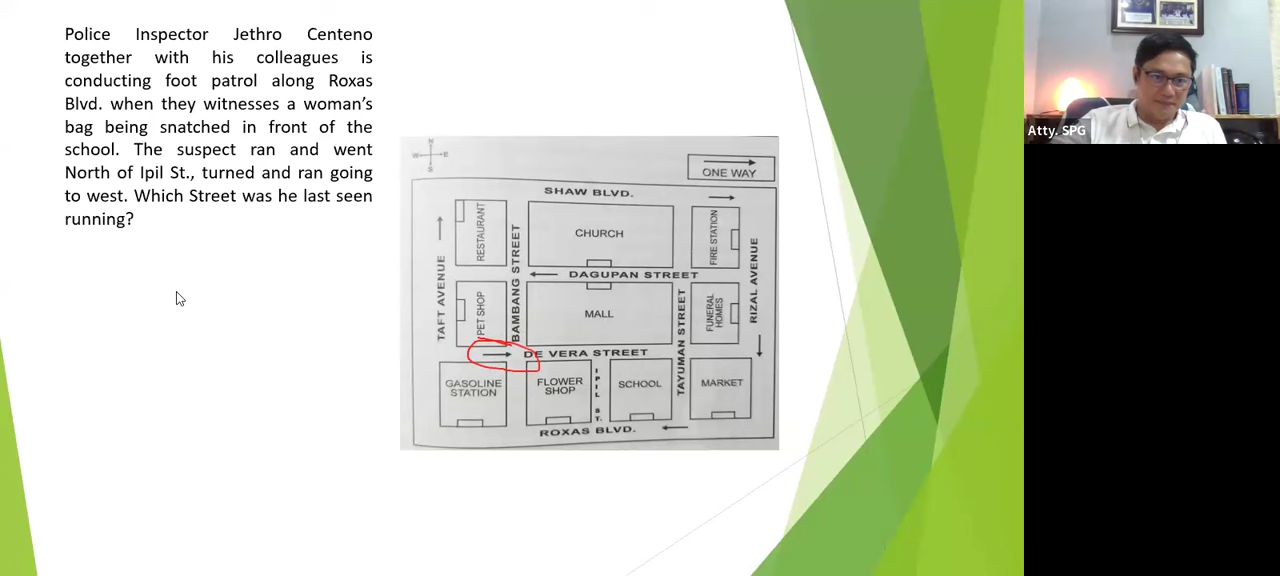 Police Inspector Jethro Centeno
together with his colleagues is
conducting foot patrol along Roxas
Blvd. when they witnesses a woman's
bag being snatched in front of the
school. The suspect ran and went
North of Ipil St., turned and ran going
to west. Which Street was he last seen
running?
Atty. SPG
N
W E
S
ONE WAY
SHAW BLVD.
RESTAURANT
CHURCH
FIRE STATION
TAFT AVENUE
BAMBANG STREET
DAGUPAN STREET
RIZAL AVENUE
PET SHOP
MALL
TAYUMAN STREET
FUNERAL
HOMES
DE VERA STREET
GASOLINE
STATION
FLOWER
SHOP
IPIL ST.
SCHOOL
MARKET
ROXAS BLVD.